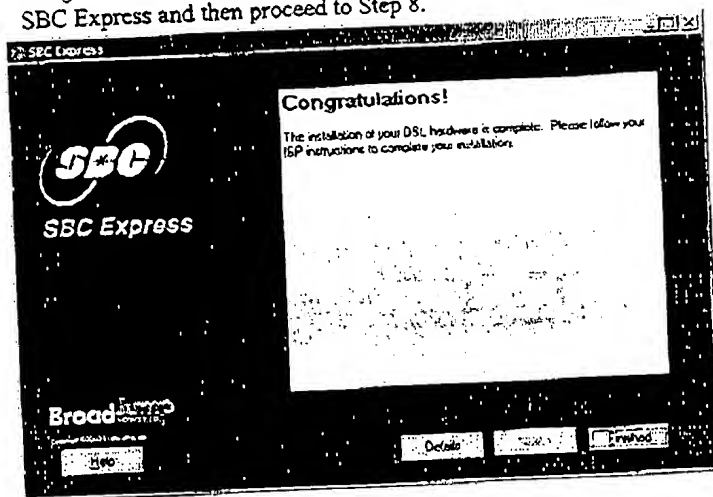 SBC Express and then proceed to Step 8.
SBC Express
Congratulations!
The installation of your DSL hardware is complete. Please follow your
ISP instructions to complete your installation.
SBC
SBC Express
Broad
Help
Details
Finished